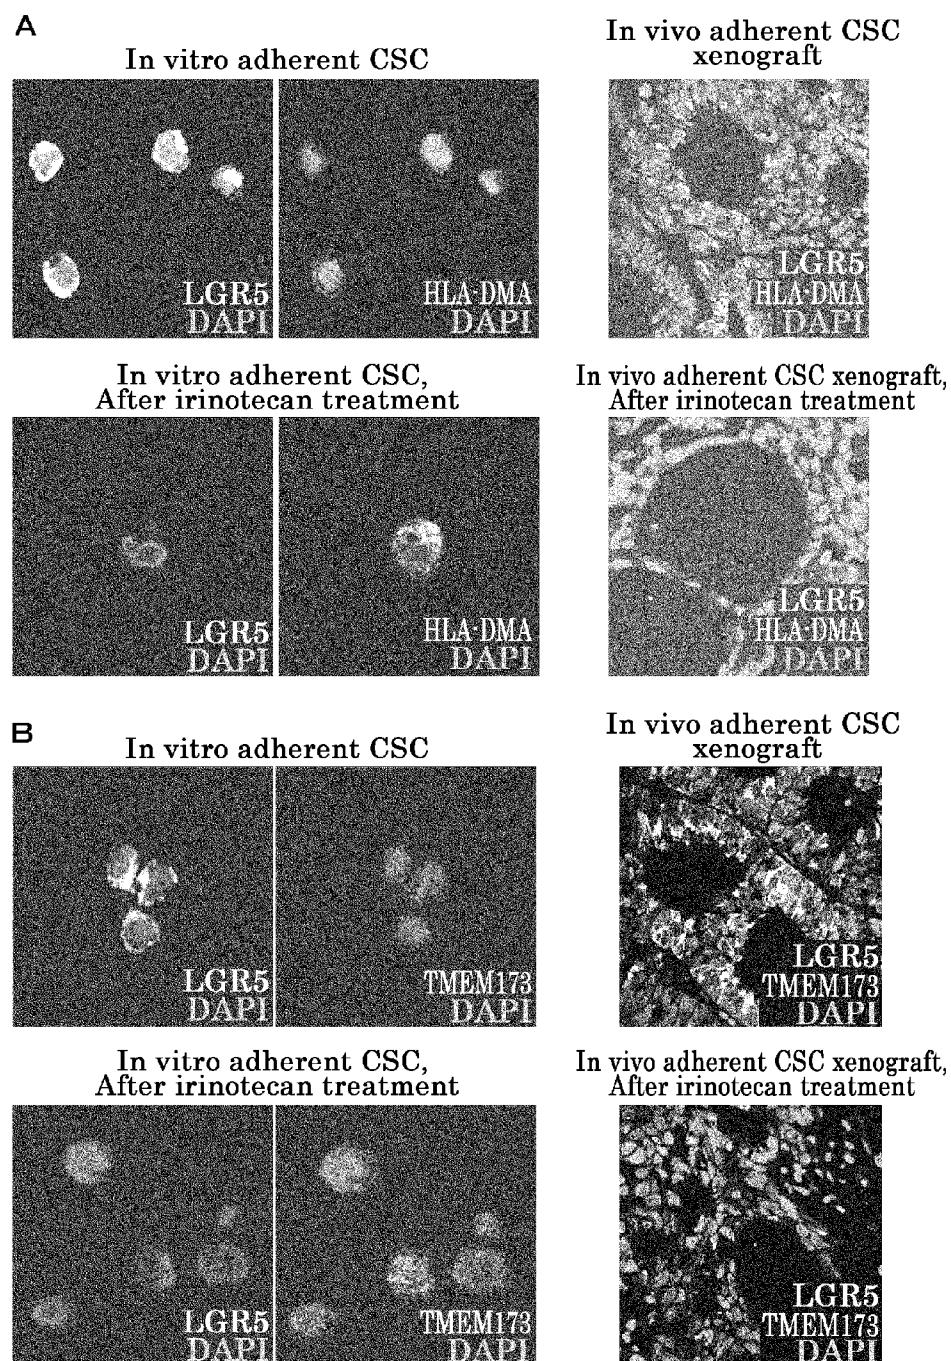 A
In vitro adherent CSC
In vivo adherent CSC
xenograft
LGR5
DAPI
HLA-DMA
DAPI
LGR5
HLA-DMA
DAPI
In vitro adherent CSC,
After irinotecan treatment
In vivo adherent CSC xenograft,
After irinotecan treatment
LGR5
DAPI
HLA-DMA
DAPI
LGR5
HLA-DMA
DAPI
B
In vitro adherent CSC
In vivo adherent CSC
xenograft
LGR5
DAPI
TMEM173
DAPI
LGR5
TMEM173
DAPI
In vitro adherent CSC,
After irinotecan treatment
In vivo adherent CSC xenograft,
After irinotecan treatment
LGR5
DAPI
TMEM173
DAPI
LGR5
TMEM173
DAPI